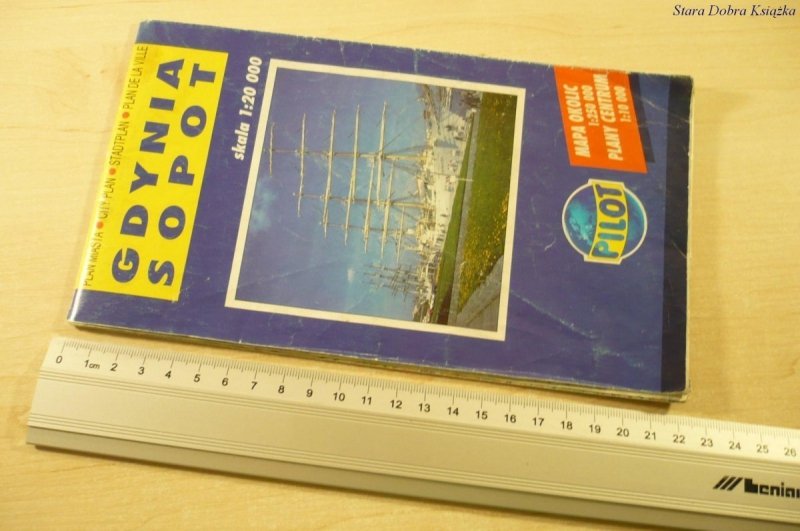 Stara Dobra Książka
PLAN MIASTA • CITY PLAN • STADTPLAN • PLAN DE LA VILLE
GDYNIA
SOPOT
skala 1:20 000
MAPA OKOLIC
1:250 000
PLANY CENTRUM
1:10 000
PILOT
0 1cm 2 3 4 5 6 7 8 9 10 11 12 13 14 15 16 17 18 19 20 21 22 23 24 25 26